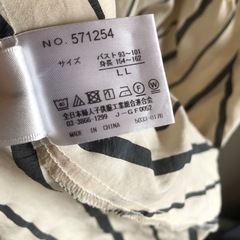 NO. 571254
サイズ
バスト 93~101
身長 154~162
LL
全日本婦人子供服工業組合連合会
03-3866-1299 J-GF0052
MADE IN CHINA